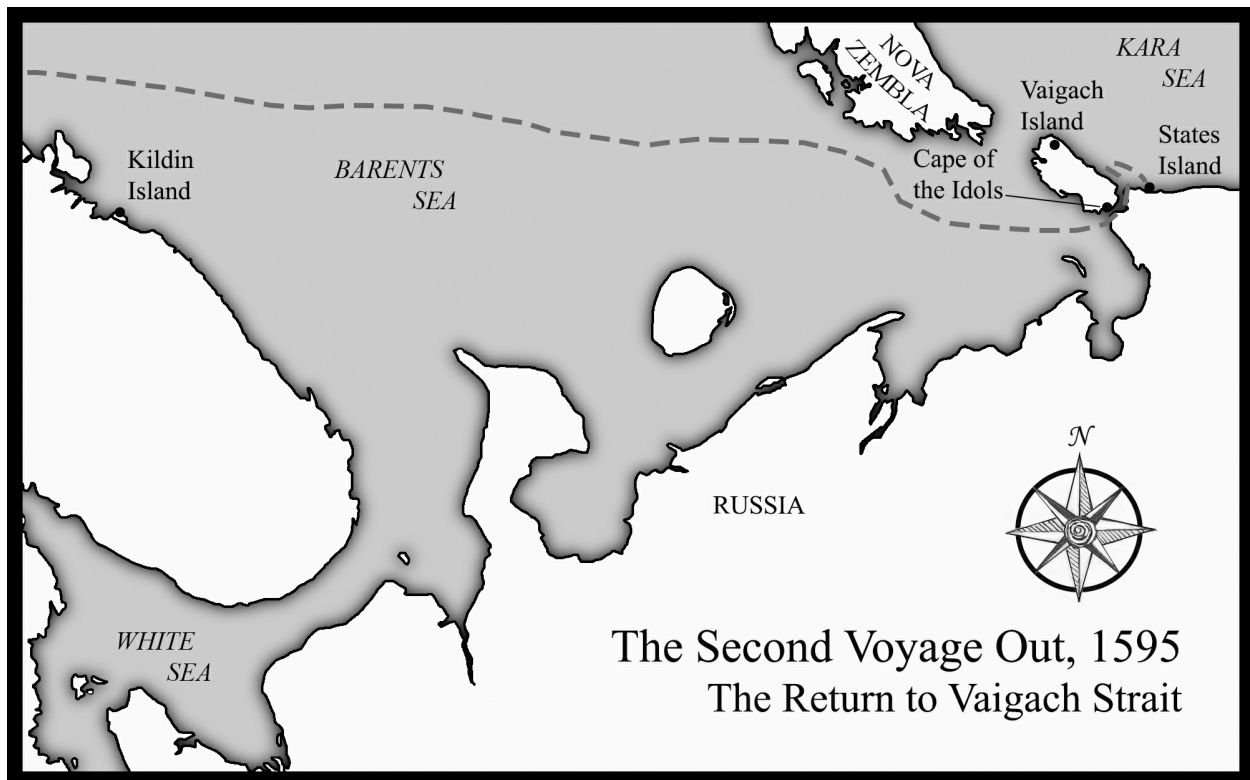 NOVA
ZEMBLA
KARA
SEA
Vaigach
Island
States
Island
Cape of
the Idols
Kildin
Island
BARENTS
SEA
N
RUSSIA
WHITE
SEA
The Second Voyage Out, 1595
The Return to Vaigach Strait